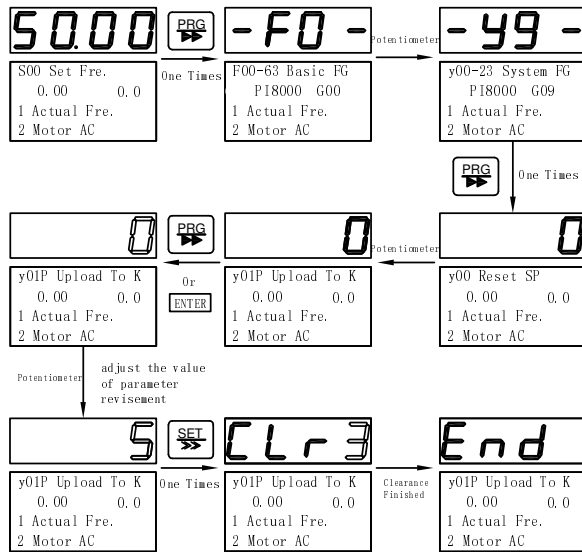 50.00
PRG
One Times
-F0-
Potentiometer
-y9-
S00 Set Fre.
0.00 0.0
1 Actual Fre.
2 Motor AC
F00-63 Basic FG
PI8000 G00
1 Actual Fre.
2 Motor AC
y00-23 System FG
PI8000 G09
1 Actual Fre.
2 Motor AC
PRG
One Times
0
PRG
Or
ENTER
0
Potentiometer
0
y01P Upload To K
0.00 0.0
1 Actual Fre.
2 Motor AC
y01P Upload To K
0.00 0.0
1 Actual Fre.
2 Motor AC
y00 Reset SP
0.00 0.0
1 Actual Fre.
2 Motor AC
Potentiometer
adjust the value
of parameter
revisement
5
SET
One Times
CLr3
Clearance
Finished
End
y01P Upload To K
0.00 0.0
1 Actual Fre.
2 Motor AC
y01P Upload To K
0.00 0.0
1 Actual Fre.
2 Motor AC
y01P Upload To K
0.00 0.0
1 Actual Fre.
2 Motor AC